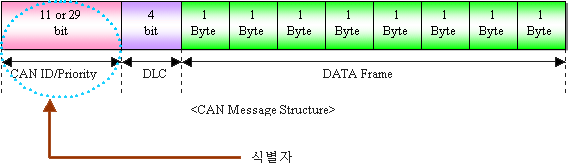 11 or 29 4 1 1 1 1 1 1 1 1
bit bit Byte Byte Byte Byte Byte Byte Byte Byte
CAN ID/Priority DLC DATA Frame
<CAN Message Structure>
식별자